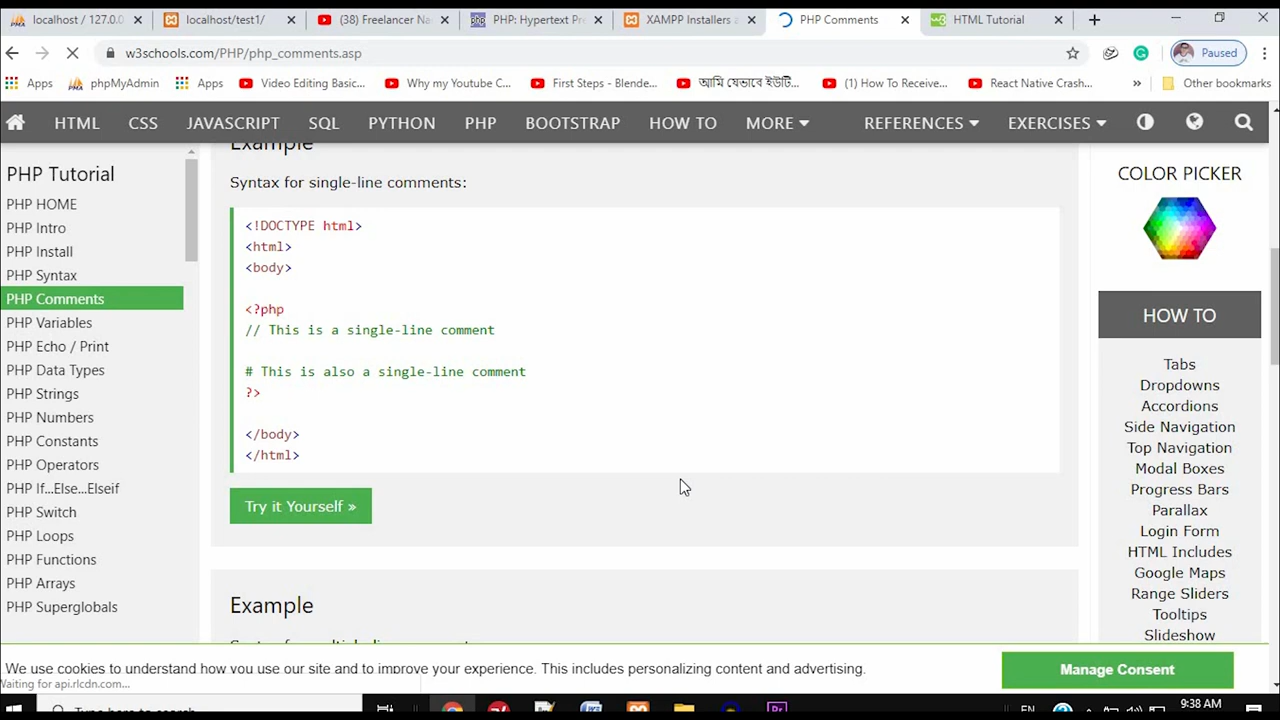 localhost / 127.0.0
localhost/test1/
(38) Freelancer Na
PHP: Hypertext Pre
XAMPP Installers a
PHP Comments
HTML Tutorial
w3schools.com/PHP/php_comments.asp
Paused
Apps
phpMyAdmin
Apps
Video Editing Basic...
Why my Youtube C...
First Steps - Blende...
আমি যেভাবে ইউটি...
(1) How To Receive...
React Native Crash...
»
Other bookmarks
HTML
CSS
JAVASCRIPT
SQL
PYTHON
PHP
BOOTSTRAP
HOW TO
MORE
REFERENCES
EXERCISES
PHP Tutorial
PHP HOME
PHP Intro
PHP Install
PHP Syntax
PHP Comments
PHP Variables
PHP Echo / Print
PHP Data Types
PHP Strings
PHP Numbers
PHP Constants
PHP Operators
PHP If...Else...Elseif
PHP Switch
PHP Loops
PHP Functions
PHP Arrays
PHP Superglobals
Example
Syntax for single-line comments:
<!DOCTYPE html>
<html>
<body>
<?php
// This is a single-line comment
# This is also a single-line comment
?>
</body>
</html>
Try it Yourself »
Example
COLOR PICKER
HOW TO
Tabs
Dropdowns
Accordions
Side Navigation
Top Navigation
Modal Boxes
Progress Bars
Parallax
Login Form
HTML Includes
Google Maps
Range Sliders
Tooltips
Slideshow
We use cookies to understand how you use our site and to improve your experience. This includes personalizing content and advertising.
Manage Consent
Waiting for api.rlcdn.com...
Type here to search
EN
9:38 AM